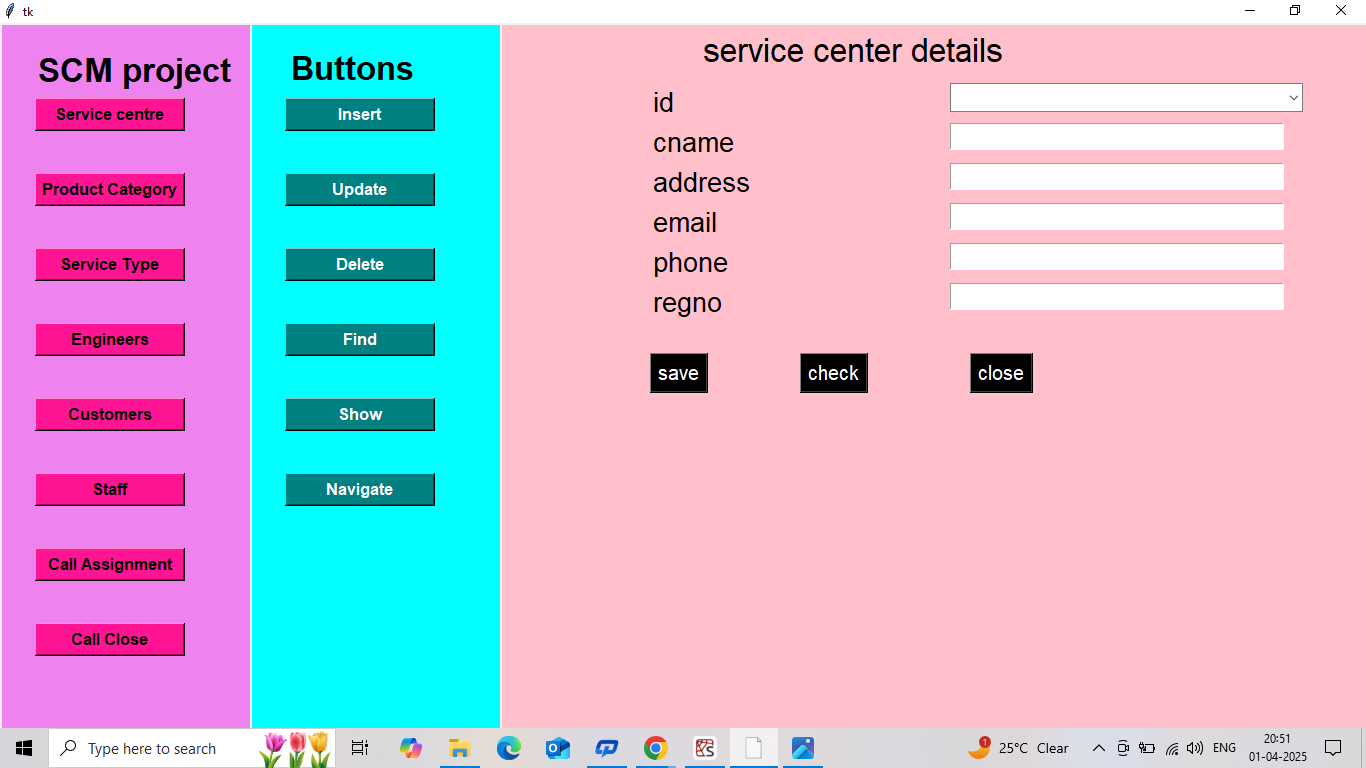 tk
SCM project
Service centre
Product Category
Service Type
Engineers
Customers
Staff
Call Assignment
Call Close
Buttons
Insert
Update
Delete
Find
Show
Navigate
service center details
id
cname
address
email
phone
regno
save
check
close
Type here to search
1
25°C Clear
ENG
20:51
01-04-2025